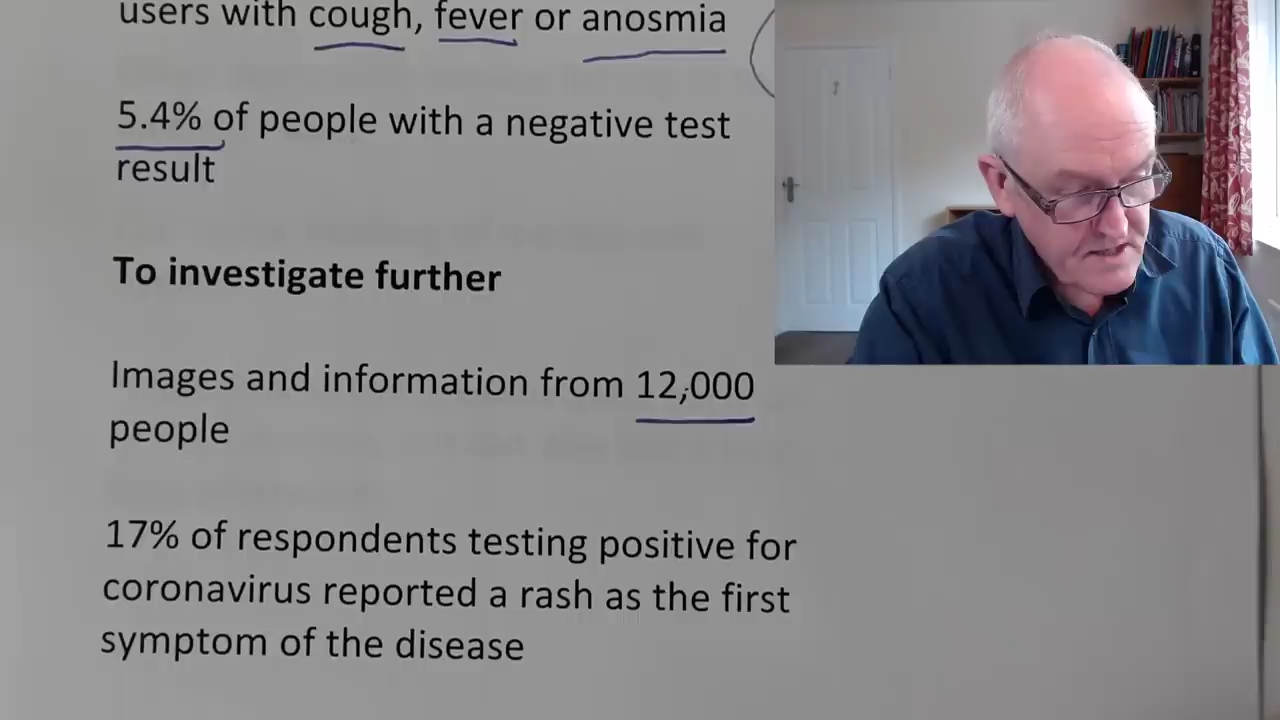 users with cough, fever or anosmia
5.4% of people with a negative test
result
To investigate further
Images and information from 12,000
people
17% of respondents testing positive for
coronavirus reported a rash as the first
symptom of the disease